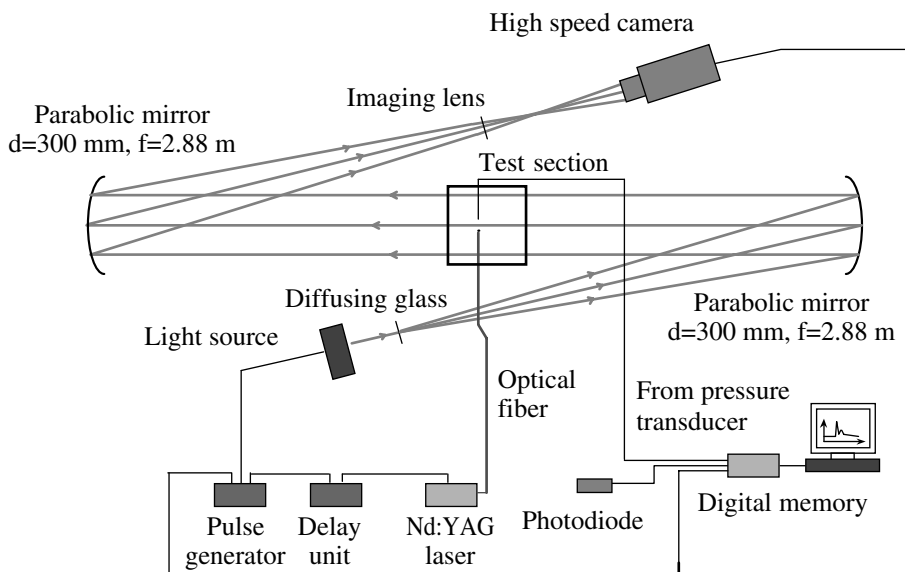 High speed camera
Imaging lens
Parabolic mirror
d=300 mm, f=2.88 m
Test section
Diffusing glass
Parabolic mirror
d=300 mm, f=2.88 m
Light source
Optical
fiber
From pressure
transducer
Pulse
generator
Delay
unit
Nd:YAG
laser
Photodiode
Digital memory